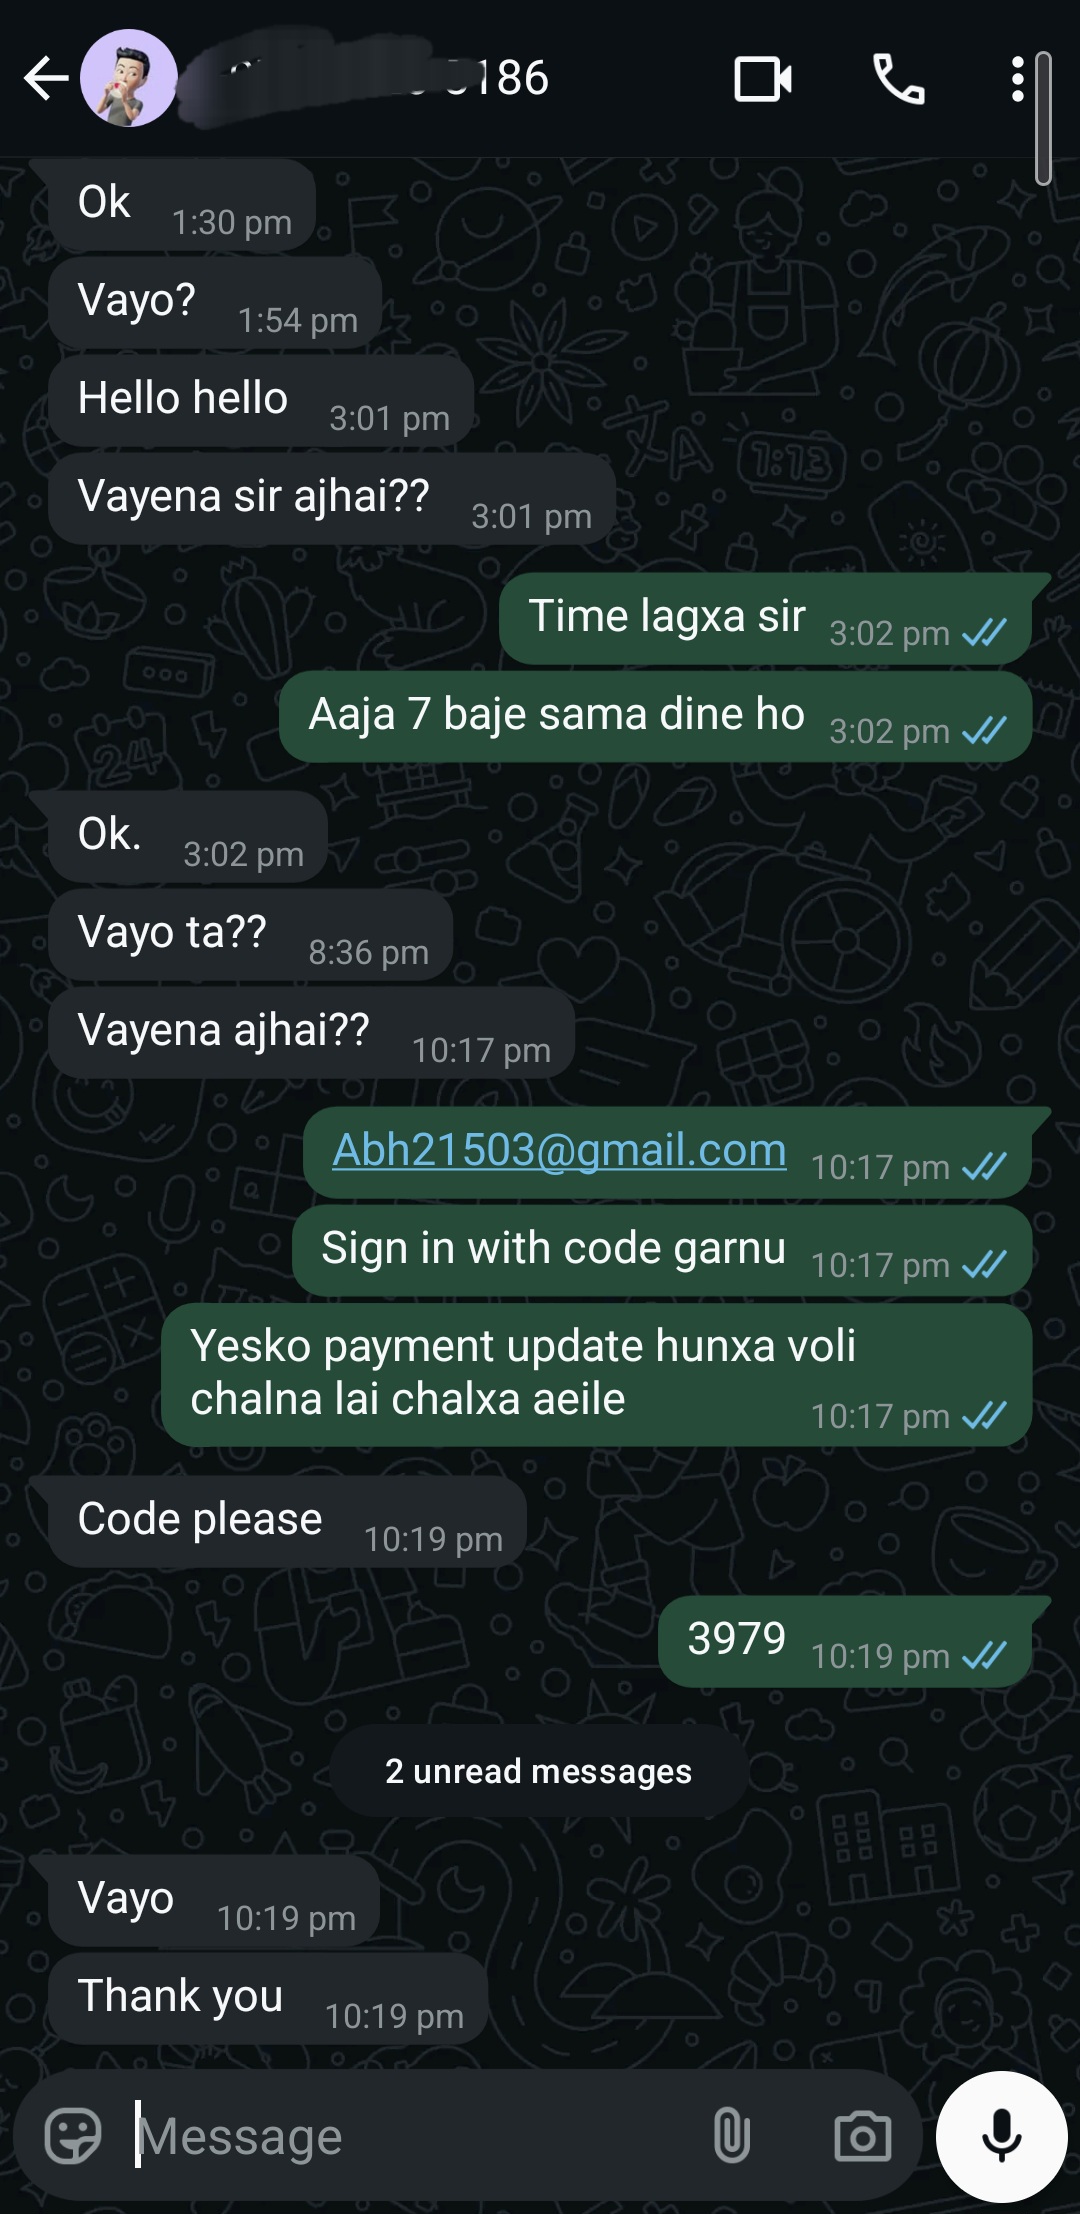 186
Ok 1:30 pm
Vayo? 1:54 pm
Hello hello 3:01 pm
Vayena sir ajhai?? 3:01 pm
Time lagxa sir 3:02 pm
Aaja 7 baje sama dine ho 3:02 pm
Ok. 3:02 pm
Vayo ta?? 8:36 pm
Vayena ajhai?? 10:17 pm
Abh21503@gmail.com 10:17 pm
Sign in with code garnu 10:17 pm
Yesko payment update hunxa voli
chalna lai chalxa aeile 10:17 pm
Code please 10:19 pm
3979 10:19 pm
2 unread messages
Vayo 10:19 pm
Thank you 10:19 pm
Message